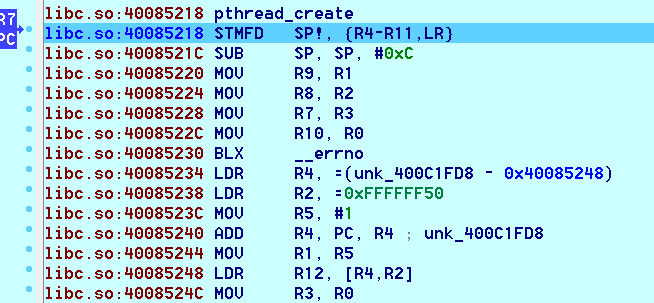 R7
PC
libc.so:40085218 pthread_create
libc.so:40085218 STMFD SP!, {R4-R11,LR}
libc.so:4008521C SUB SP, SP, #0xC
libc.so:40085220 MOV R9, R1
libc.so:40085224 MOV R8, R2
libc.so:40085228 MOV R7, R3
libc.so:4008522C MOV R10, R0
libc.so:40085230 BLX __errno
libc.so:40085234 LDR R4, =(unk_400C1FD8 - 0x40085248)
libc.so:40085238 LDR R2, =0xFFFFFF50
libc.so:4008523C MOV R5, #1
libc.so:40085240 ADD R4, PC, R4 ; unk_400C1FD8
libc.so:40085244 MOV R1, R5
libc.so:40085248 LDR R12, [R4,R2]
libc.so:4008524C MOV R3, R0